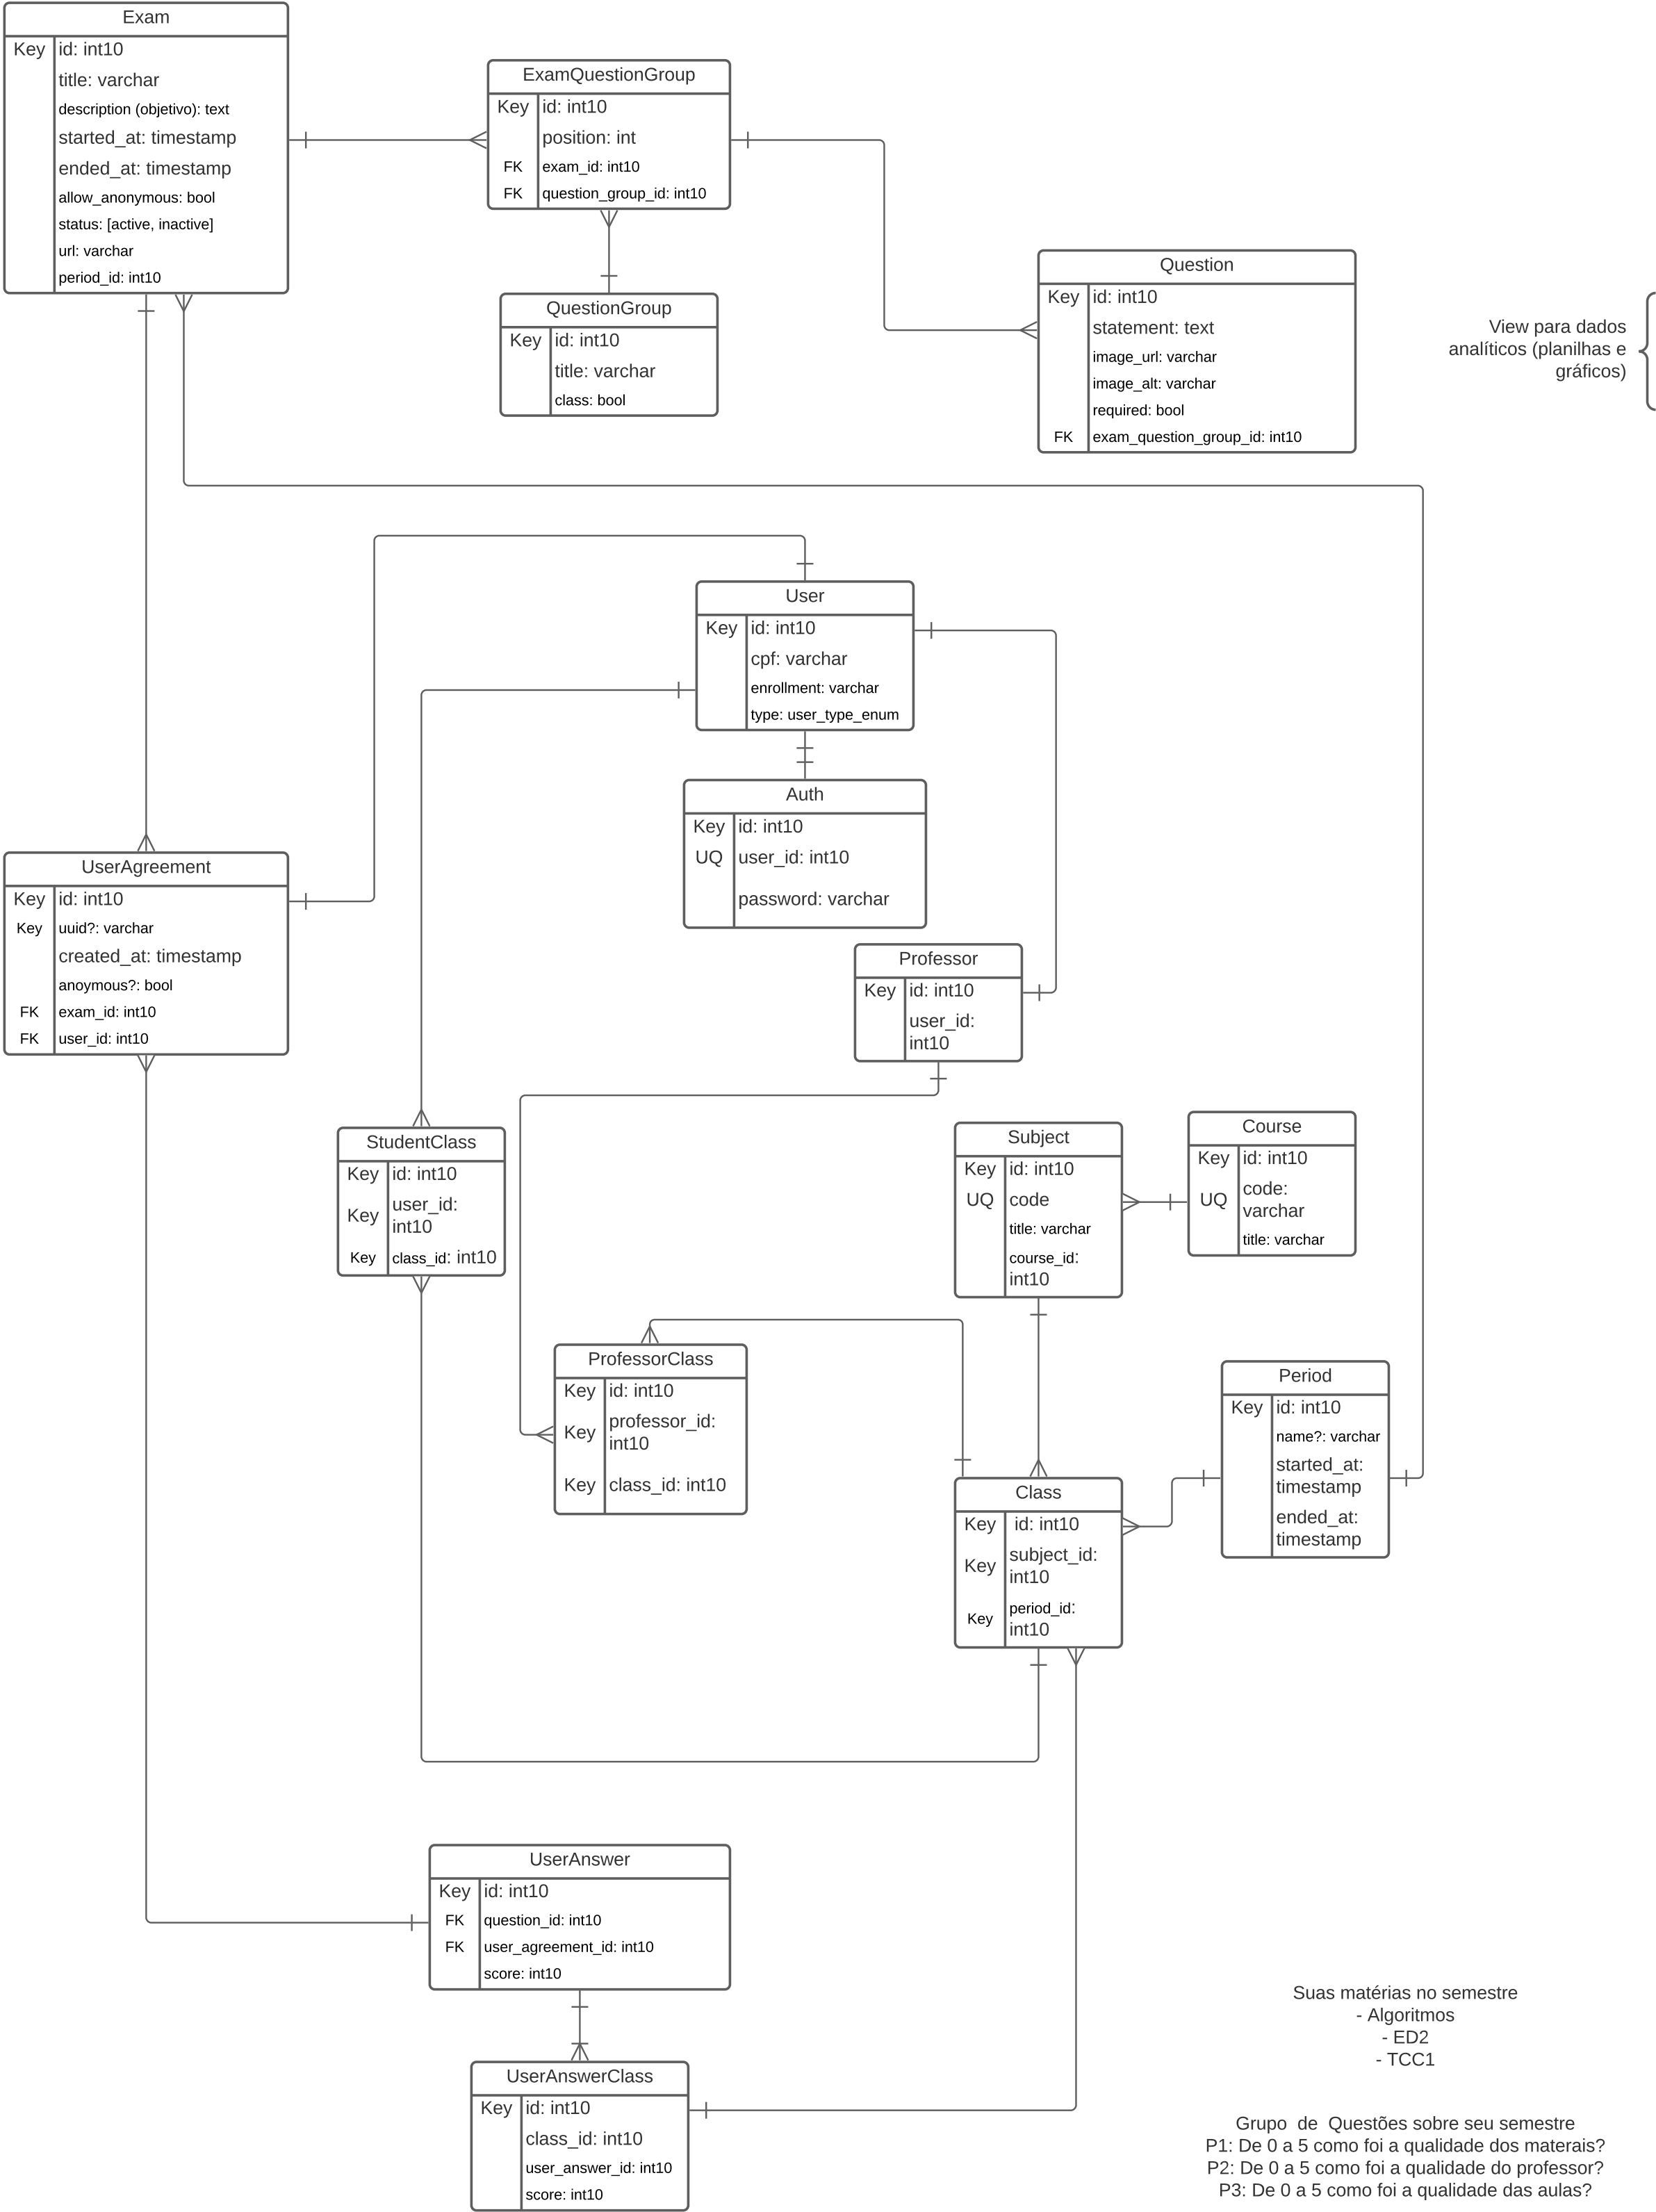 Exam
Key id: int10
title: varchar
description (objetivo): text
started_at: timestamp
ended_at: timestamp
allow_anonymous: bool
status: [active, inactive]
url: varchar
period_id: int10
ExamQuestionGroup
Key id: int10
position: int
FK exam_id: int10
FK question_group_id: int10
QuestionGroup
Key id: int10
title: varchar
class: bool
Question
Key id: int10
statement: text
image_url: varchar
image_alt: varchar
required: bool
FK exam_question_group_id: int10
View para dados
analíticos (planilhas e
gráficos)
User
Key id: int10
cpf: varchar
enrollment: varchar
type: user_type_enum
Auth
Key id: int10
UQ user_id: int10
password: varchar
UserAgreement
Key id: int10
Key uuid?: varchar
created_at: timestamp
anoymous?: bool
FK exam_id: int10
FK user_id: int10
Professor
Key id: int10
user_id:
int10
StudentClass
Key id: int10
Key user_id:
int10
Key class_id: int10
Subject
Key id: int10
UQ code
title: varchar
course_id:
int10
Course
Key id: int10
UQ code:
varchar
title: varchar
ProfessorClass
Key id: int10
Key professor_id:
int10
Key class_id: int10
Period
Key id: int10
name?: varchar
started_at:
timestamp
ended_at:
timestamp
Class
Key id: int10
Key subject_id:
int10
Key period_id:
int10
UserAnswer
Key id: int10
FK question_id: int10
FK user_agreement_id: int10
score: int10
UserAnswerClass
Key id: int10
class_id: int10
user_answer_id: int10
score: int10
Suas matérias no semestre
- Algoritmos
- ED2
- TCC1
Grupo de Questões sobre seu semestre
P1: De 0 a 5 como foi a qualidade dos materais?
P2: De 0 a 5 como foi a qualidade do professor?
P3: De 0 a 5 como foi a qualidade das aulas?